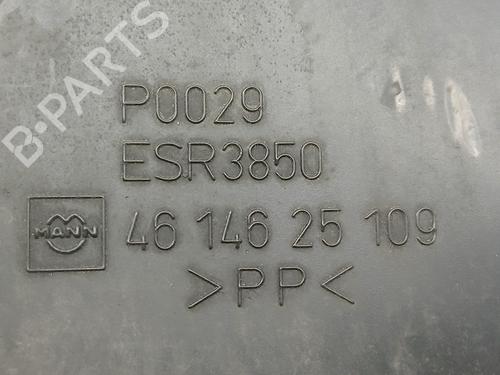 B-PARTS
P0029
ESR3850
MANN
46 146 25 109
>PP<